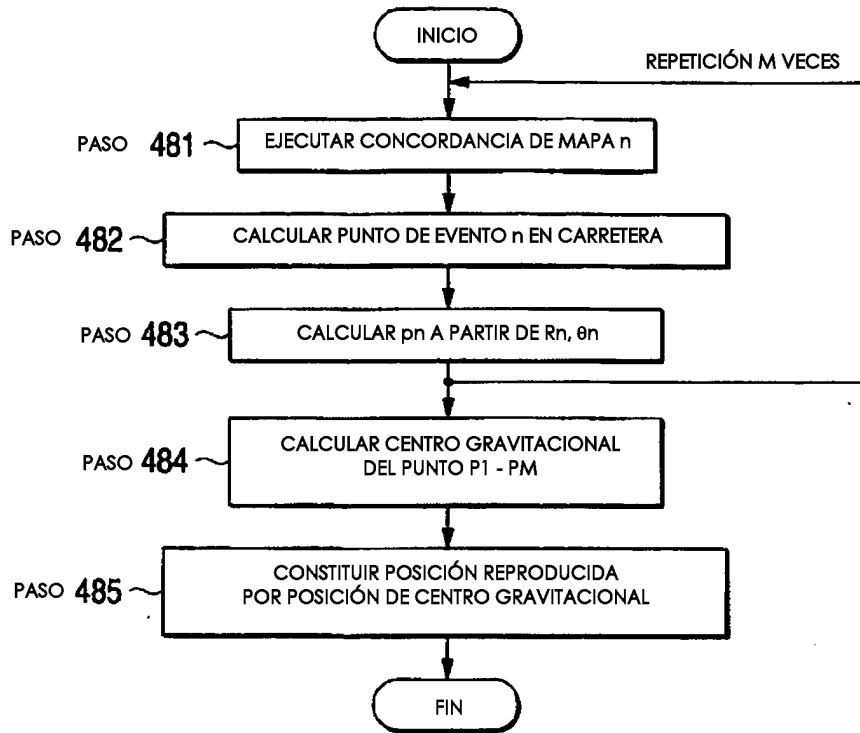 INICIO
REPETICIÓN M VECES
PASO 481
EJECUTAR CONCORDANCIA DE MAPA n
PASO 482
CALCULAR PUNTO DE EVENTO n EN CARRETERA
PASO 483
CALCULAR pn A PARTIR DE Rn, θn
PASO 484
CALCULAR CENTRO GRAVITACIONAL
DEL PUNTO P1 - PM
PASO 485
CONSTITUIR POSICIÓN REPRODUCIDA
POR POSICIÓN DE CENTRO GRAVITACIONAL
FIN